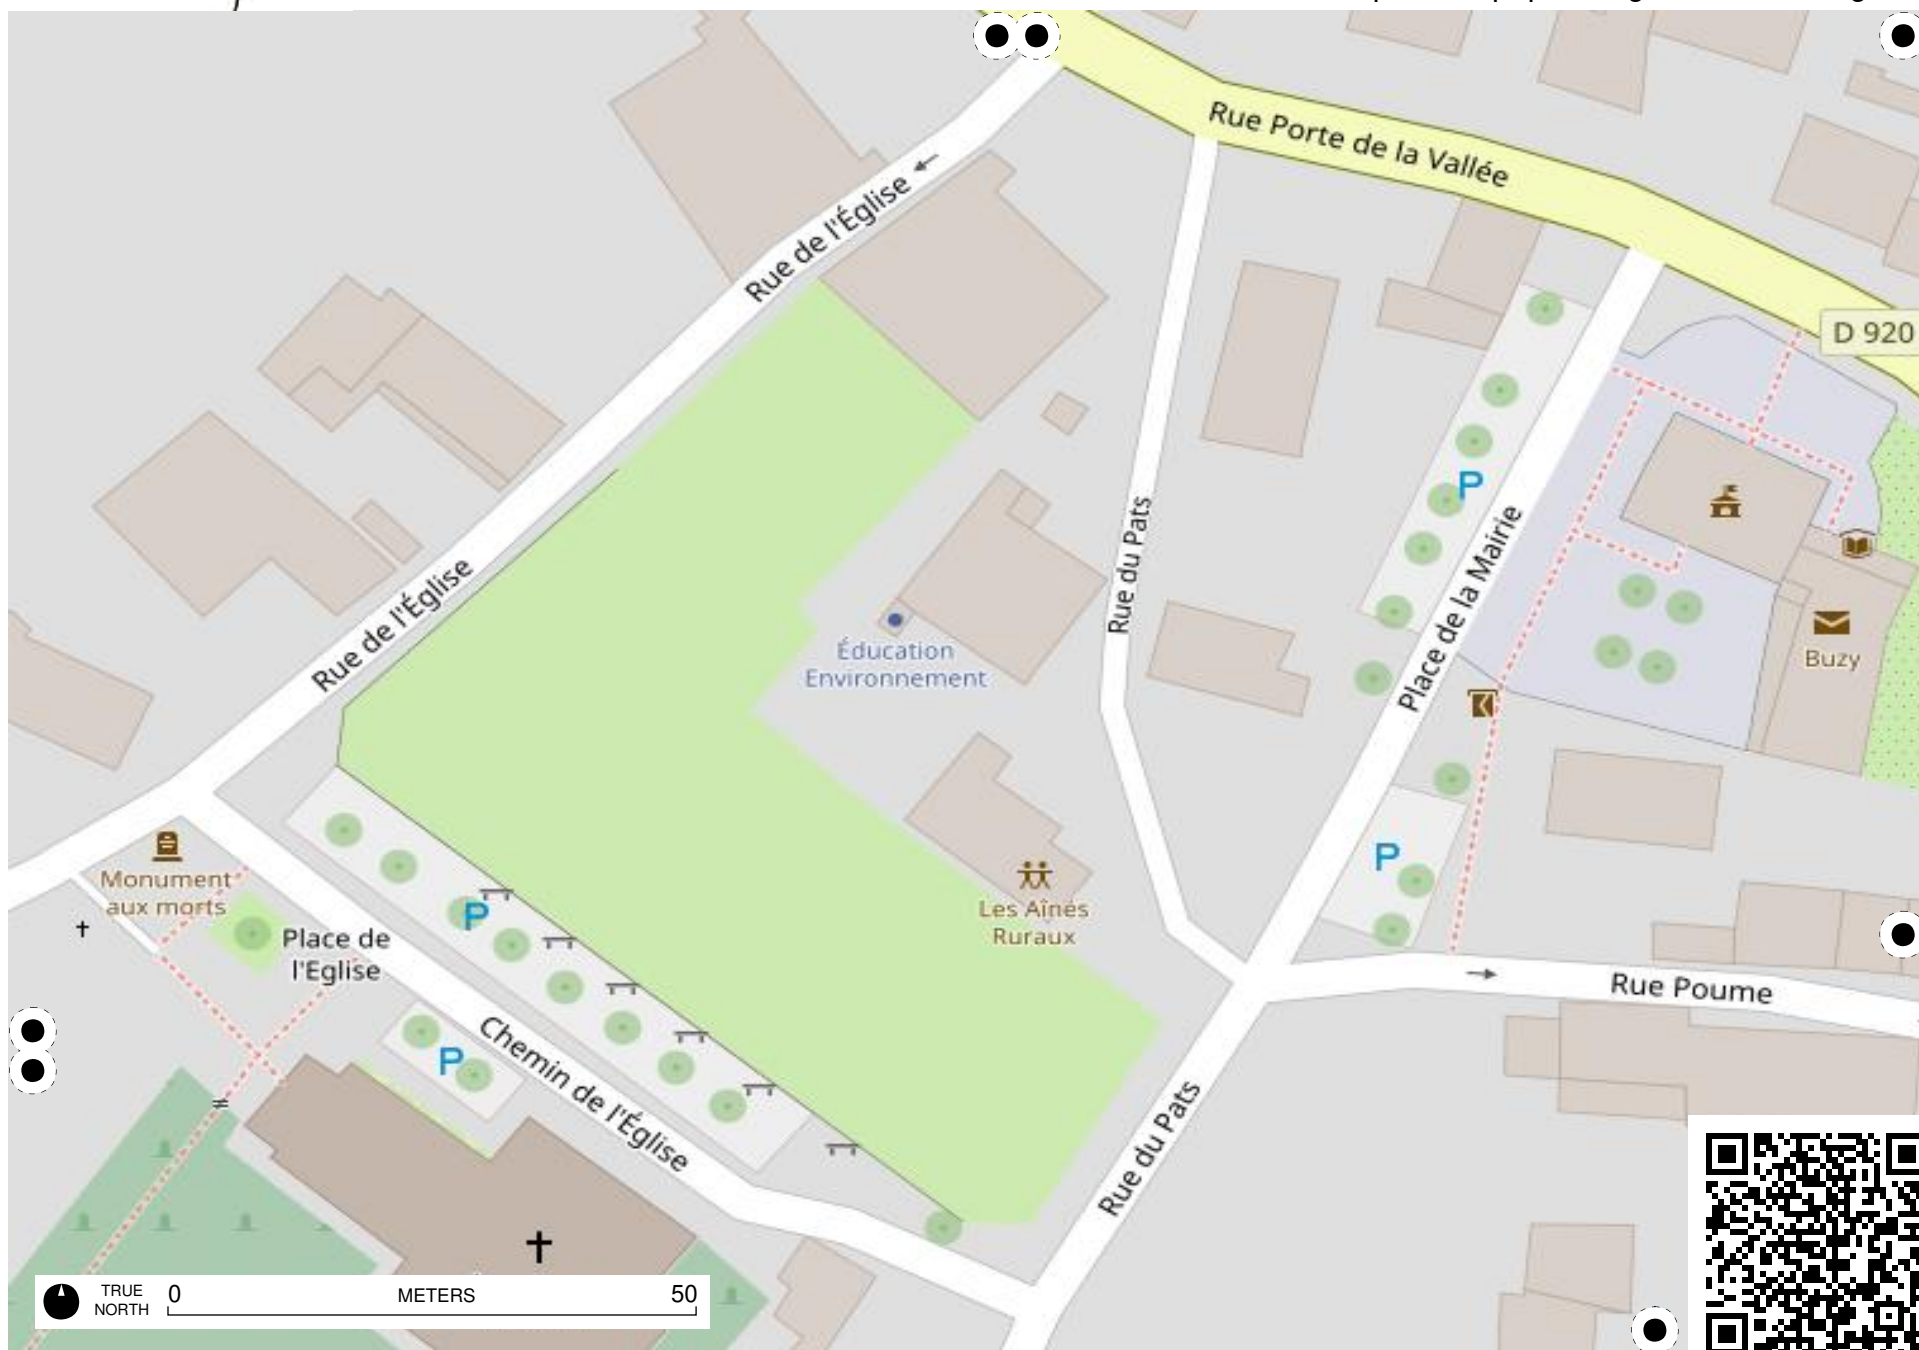 Rue Porte de la Vallée
Rue de l'Église
D 920
P
Rue du Pats
Place de la Mairie
Rue de l'Église
Éducation
Environnement
Buzy
P
Monument
aux morts
P
Les Aînés
Ruraux
Place de
l'Eglise
Rue Poume
P
Chemin de l'Église
Rue du Pats
TRUE
NORTH
0
METERS
50